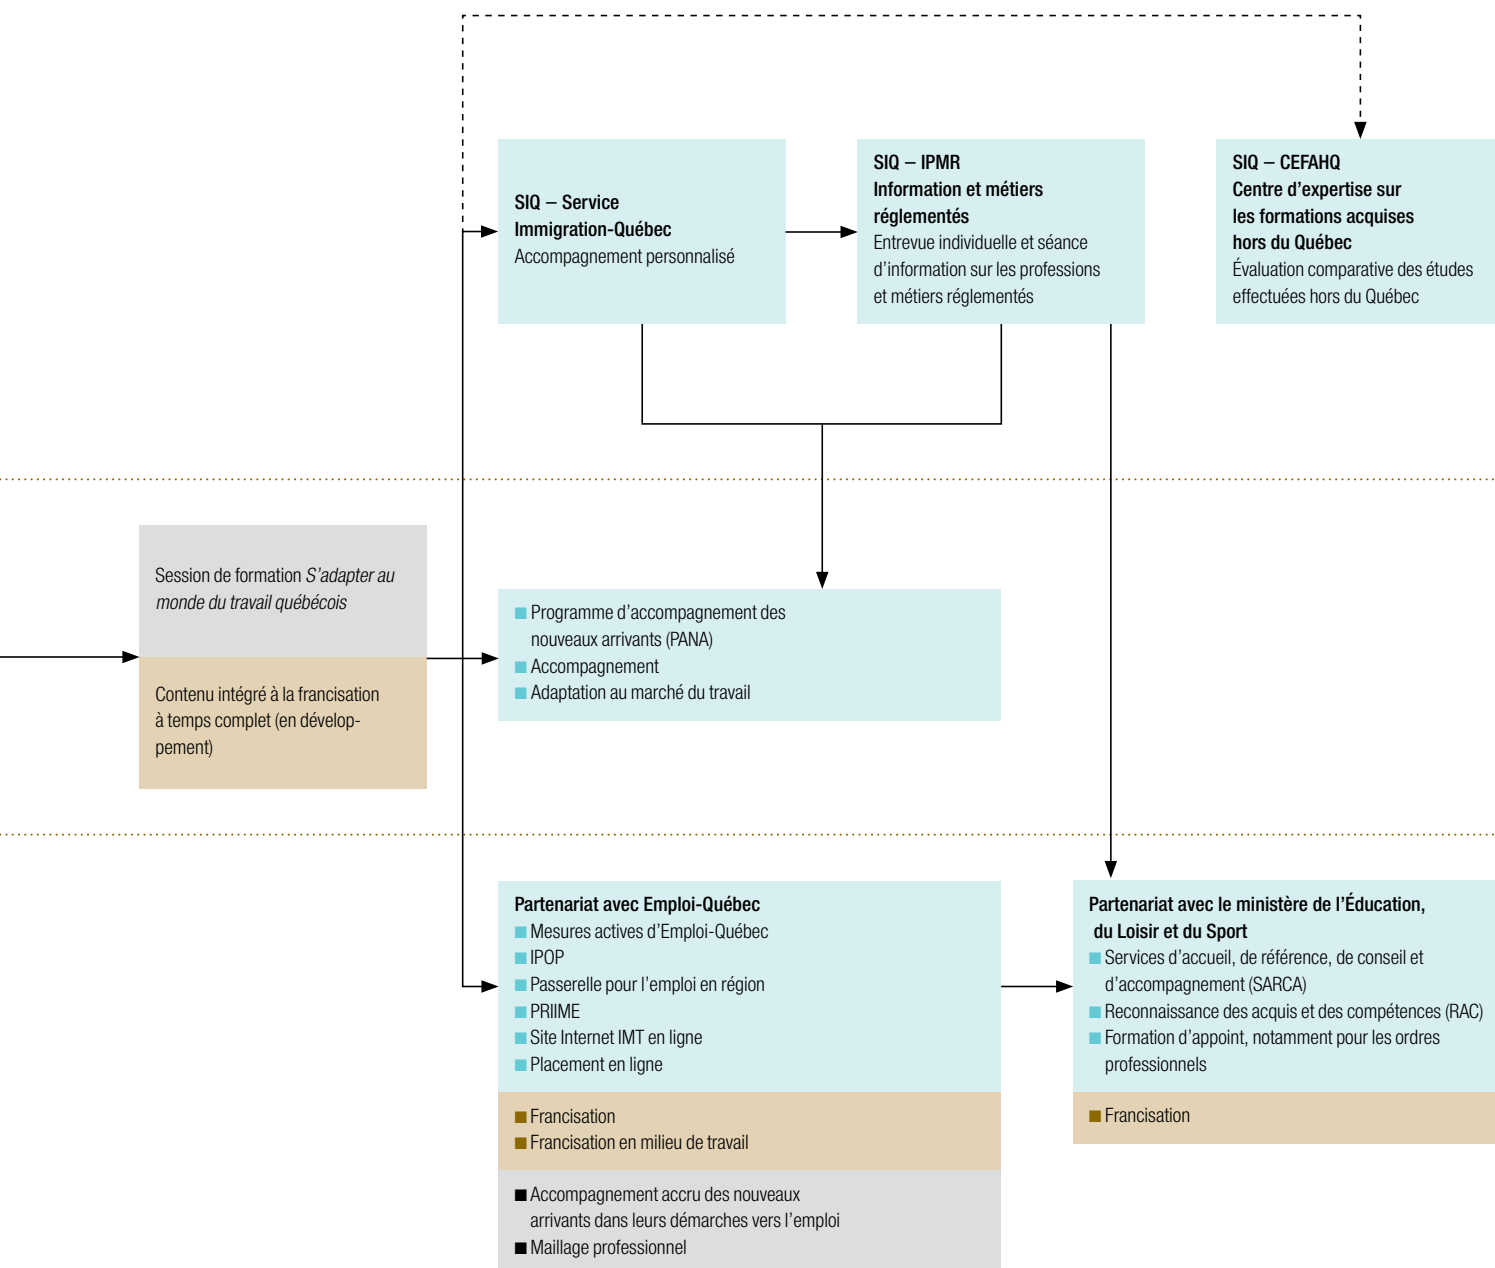 SIQ – Service
Immigration-Québec
Accompagnement personnalisé
SIQ – IPMR
Information et métiers
réglementés
Entrevue individuelle et séance
d’information sur les professions
et métiers réglementés
SIQ – CEFAHQ
Centre d’expertise sur
les formations acquises
hors du Québec
Évaluation comparative des études
effectuées hors du Québec
Session de formation S’adapter au
monde du travail québécois
Contenu intégré à la francisation
à temps complet (en dévelop-
pement)
■ Programme d’accompagnement des
nouveaux arrivants (PANA)
■ Accompagnement
■ Adaptation au marché du travail
Partenariat avec Emploi-Québec
■ Mesures actives d’Emploi-Québec
■ IPOP
■ Passerelle pour l’emploi en région
■ PRIIME
■ Site Internet IMT en ligne
■ Placement en ligne
■ Francisation
■ Francisation en milieu de travail
■ Accompagnement accru des nouveaux
arrivants dans leurs démarches vers l’emploi
■ Maillage professionnel
Partenariat avec le ministère de l’Éducation,
du Loisir et du Sport
■ Services d’accueil, de référence, de conseil et
d’accompagnement (SARCA)
■ Reconnaissance des acquis et des compétences (RAC)
■ Formation d’appoint, notamment pour les ordres
professionnels
■ Francisation